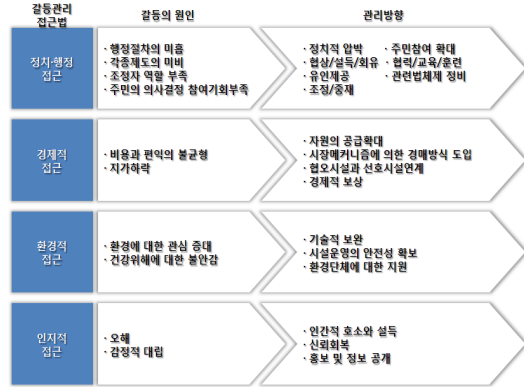 갈등관리
접근법
갈등의 원인
관리방향
정치·행정
접근
· 행정절차의 미흡
· 각종제도의 미비
· 조정자 역할 부족
· 주민의 의사결정 참여기회부족
· 정치적 압박 · 주민참여 확대
· 협상/설득/회유 · 협력/교육/훈련
· 유인제공 · 관련법체제 정비
· 조정/중재
경제적
접근
· 비용과 편익의 불균형
· 지가하락
· 자원의 공급확대
· 시장메커니즘에 의한 경매방식 도입
· 혐오시설과 선호시설연계
· 경제적 보상
환경적
접근
· 환경에 대한 관심 증대
· 건강위해에 대한 불안감
· 기술적 보완
· 시설운영의 안전성 확보
· 환경단체에 대한 지원
인지적
접근
· 오해
· 감정적 대립
· 인간적 호소와 설득
· 신뢰회복
· 홍보 및 정보 공개